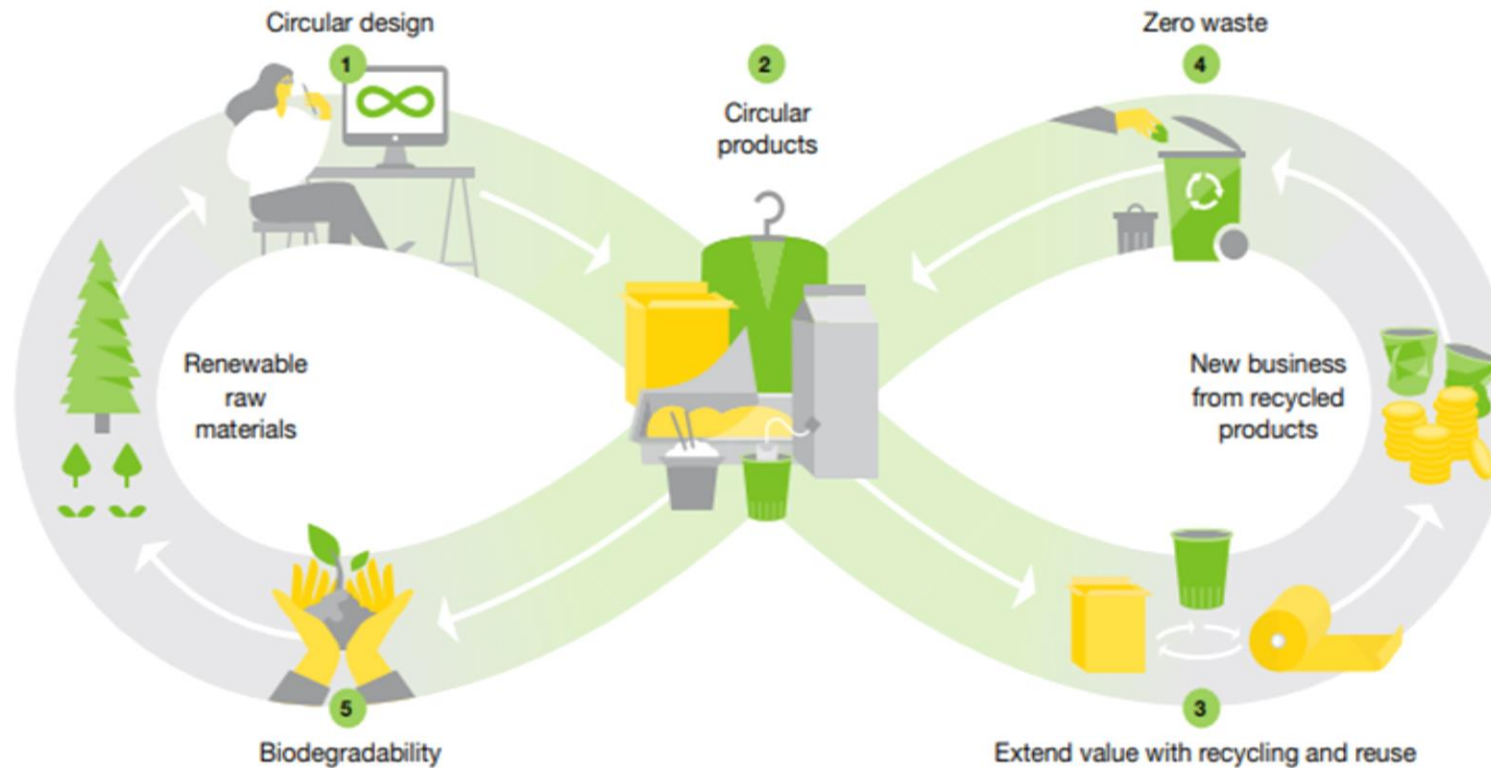 Circular design
1
2
Circular
products
Zero waste
4
Renewable
raw
materials
New business
from recycled
products
5
Biodegradability
3
Extend value with recycling and reuse